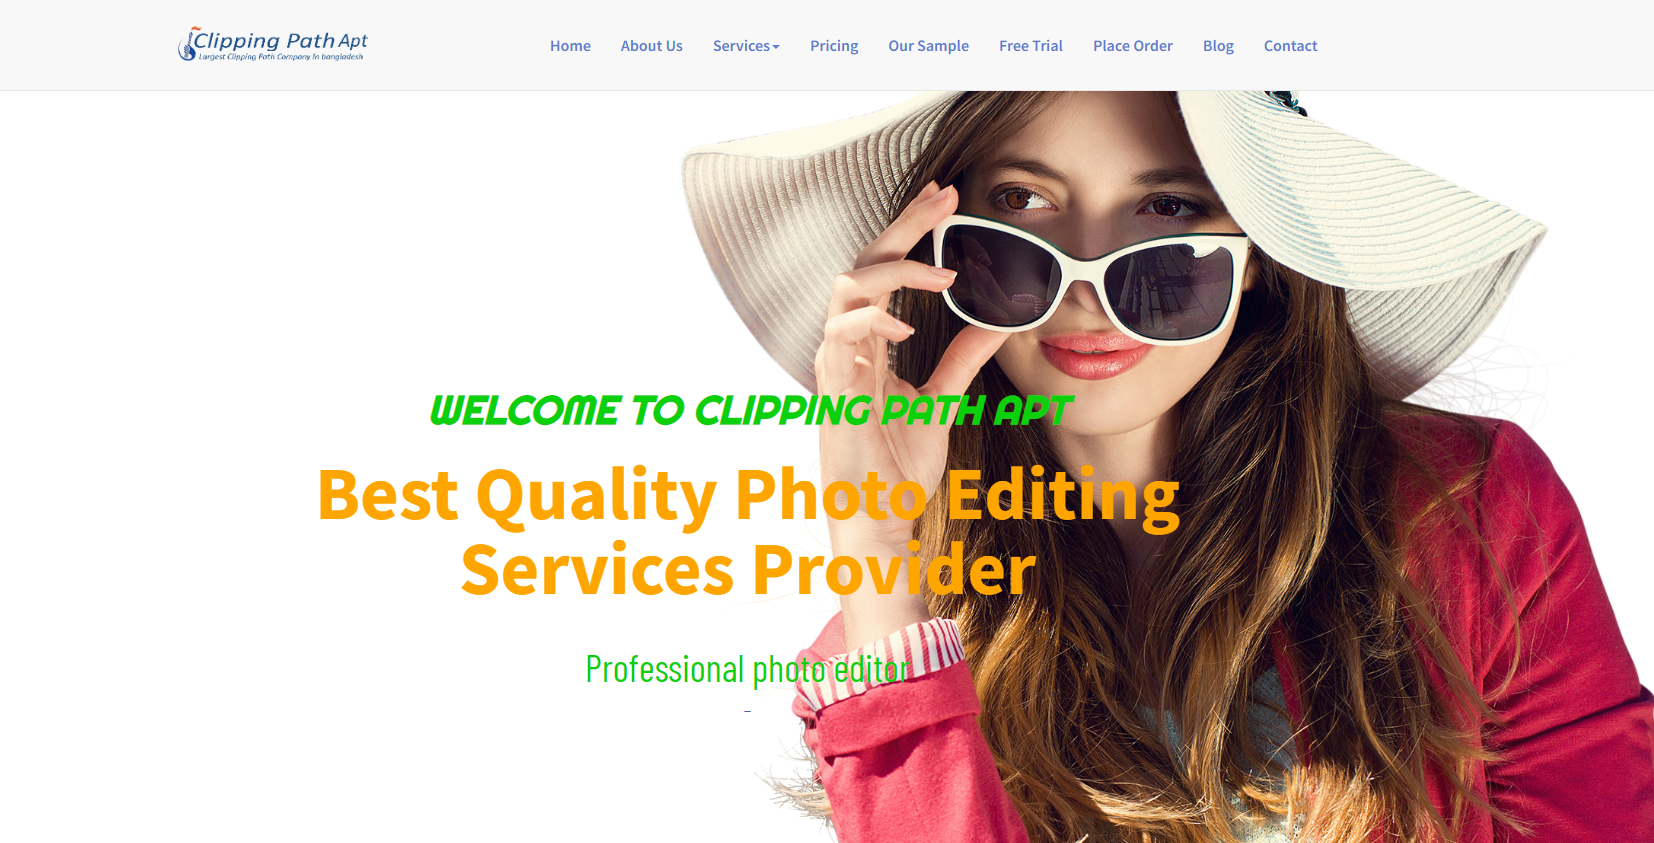 Clipping Path Apt
Largest Clipping Path Company in bangladesh
Home About Us Services Pricing Our Sample Free Trial Place Order Blog Contact
WELCOME TO CLIPPING PATH APT
Best Quality Photo Editing
Services Provider
Professional photo editor